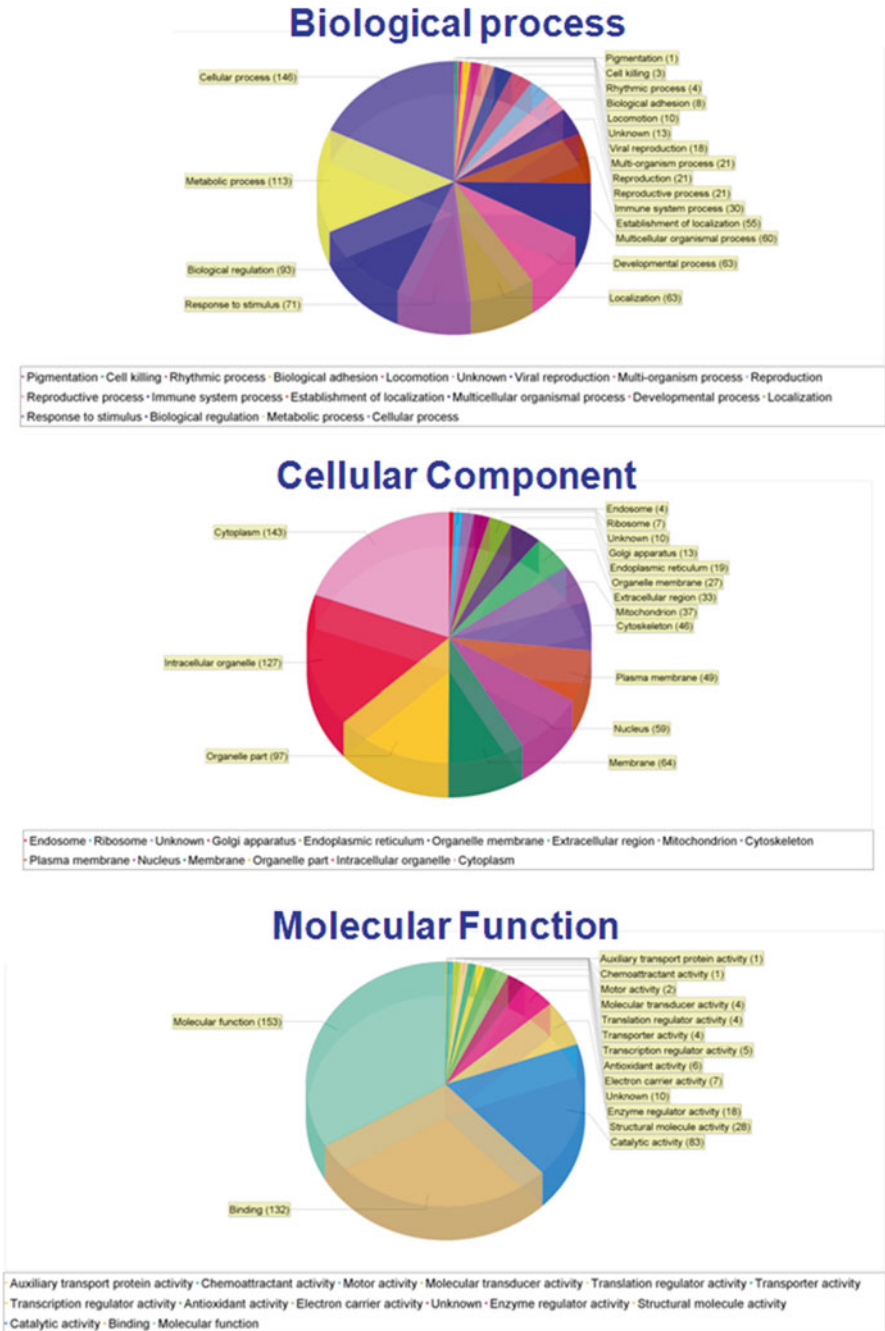 Biological process
Pigmentation (1)
Cell killing (3)
Rhythmic process (4)
Biological adhesion (8)
Locomotion (10)
Unknown (13)
Viral reproduction (18)
Multi-organism process (21)
Reproduction (21)
Reproductive process (21)
Immune system process (30)
Establishment of localization (55)
Multicellular organismal process (60)
Developmental process (63)
Localization (63)
Cellular process (146)
Metabolic process (113)
Biological regulation (93)
Response to stimulus (71)
Pigmentation · Cell killing · Rhythmic process · Biological adhesion · Locomotion · Unknown · Viral reproduction · Multi-organism process · Reproduction
Reproductive process · Immune system process · Establishment of localization · Multicellular organismal process · Developmental process · Localization
Response to stimulus · Biological regulation · Metabolic process · Cellular process
Cellular Component
Endosome (4)
Ribosome (7)
Unknown (10)
Golgi apparatus (13)
Endoplasmic reticulum (19)
Organelle membrane (27)
Extracellular region (33)
Mitochondrion (37)
Cytoskeleton (46)
Plasma membrane (49)
Nucleus (59)
Membrane (64)
Cytoplasm (143)
Intracellular organelle (127)
Organelle part (97)
Endosome · Ribosome · Unknown · Golgi apparatus · Endoplasmic reticulum · Organelle membrane · Extracellular region · Mitochondrion · Cytoskeleton
Plasma membrane · Nucleus · Membrane · Organelle part · Intracellular organelle · Cytoplasm
Molecular Function
Auxiliary transport protein activity (1)
Chemoattractant activity (1)
Motor activity (2)
Molecular transducer activity (4)
Translation regulator activity (4)
Transporter activity (4)
Transcription regulator activity (5)
Antioxidant activity (6)
Electron carrier activity (7)
Unknown (10)
Enzyme regulator activity (18)
Structural molecule activity (28)
Catalytic activity (83)
Molecular function (153)
Binding (132)
Auxiliary transport protein activity · Chemoattractant activity · Motor activity · Molecular transducer activity · Translation regulator activity · Transporter activity
Transcription regulator activity · Antioxidant activity · Electron carrier activity · Unknown · Enzyme regulator activity · Structural molecule activity
Catalytic activity · Binding · Molecular function